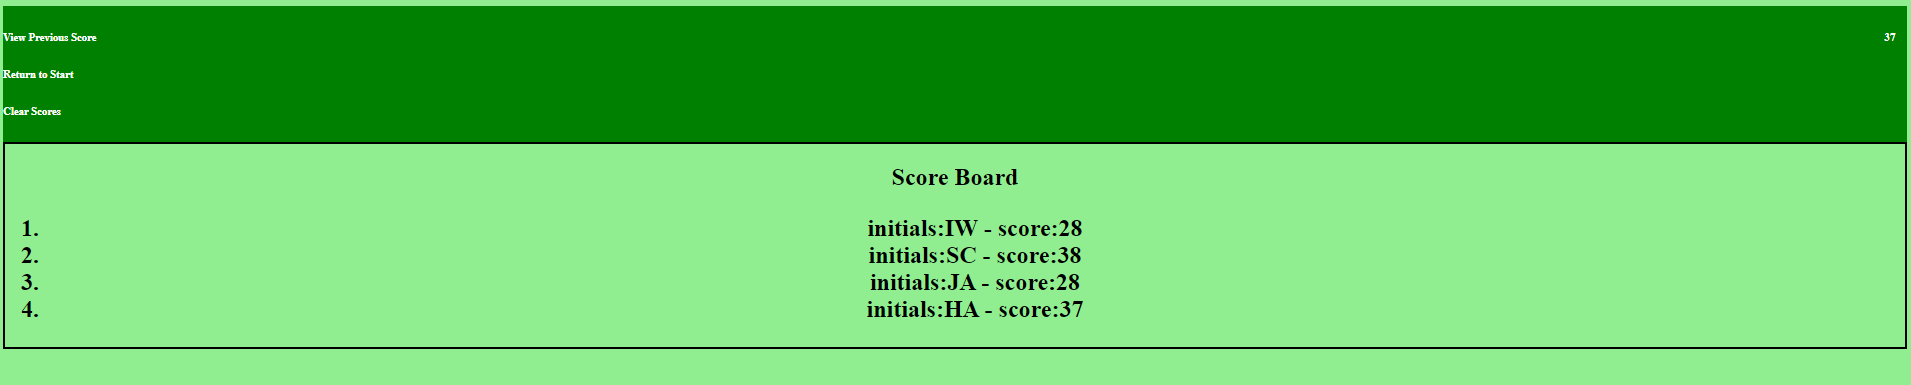 View Previous Score 37
Return to Start
Clear Scores
Score Board
1. initials:IW - score:28
2. initials:SC - score:38
3. initials:JA - score:28
4. initials:HA - score:37